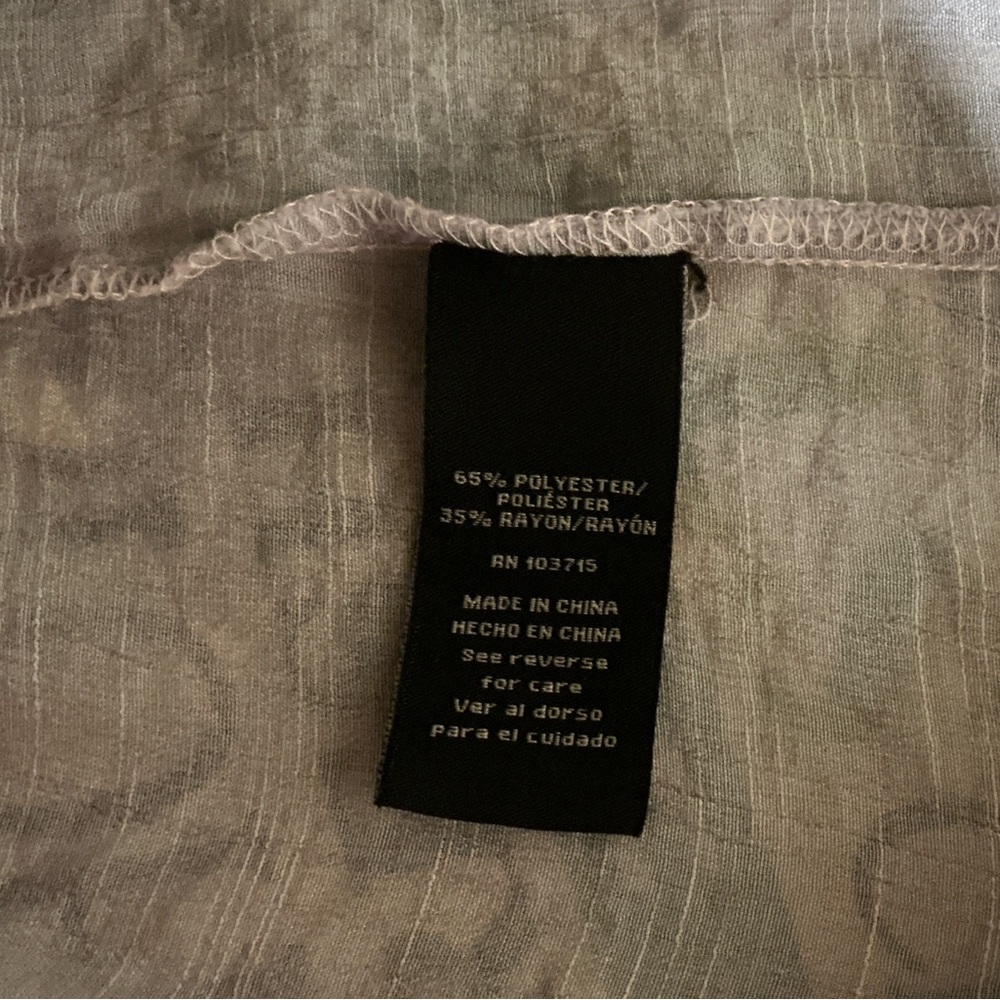 65% POLYESTER/
POLIÉSTER
35% RAYON/RAYÓN
RN 103715
MADE IN CHINA
HECHO EN CHINA
See reverse
for care
Ver al dorso
Para el cuidado